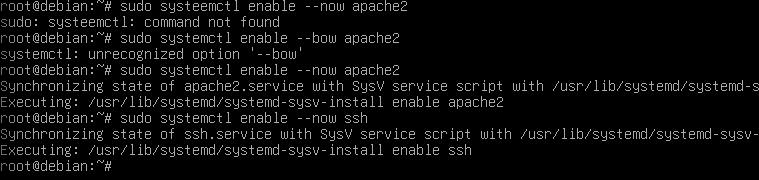 root@debian:~# sudo systeemctl enable --now apache2
sudo: systeemctl: command not found
root@debian:~# sudo systemctl enable --bow apache2
systemctl: unrecognized option '--bow'
root@debian:~# sudo systemctl enable --now apache2
Synchronizing state of apache2.service with SysV service script with /usr/lib/systemd/systemd-s
Executing: /usr/lib/systemd/systemd-sysv-install enable apache2
root@debian:~# sudo systemctl enable --now ssh
Synchronizing state of ssh.service with SysV service script with /usr/lib/systemd/systemd-sysv-
Executing: /usr/lib/systemd/systemd-sysv-install enable ssh
root@debian:~#